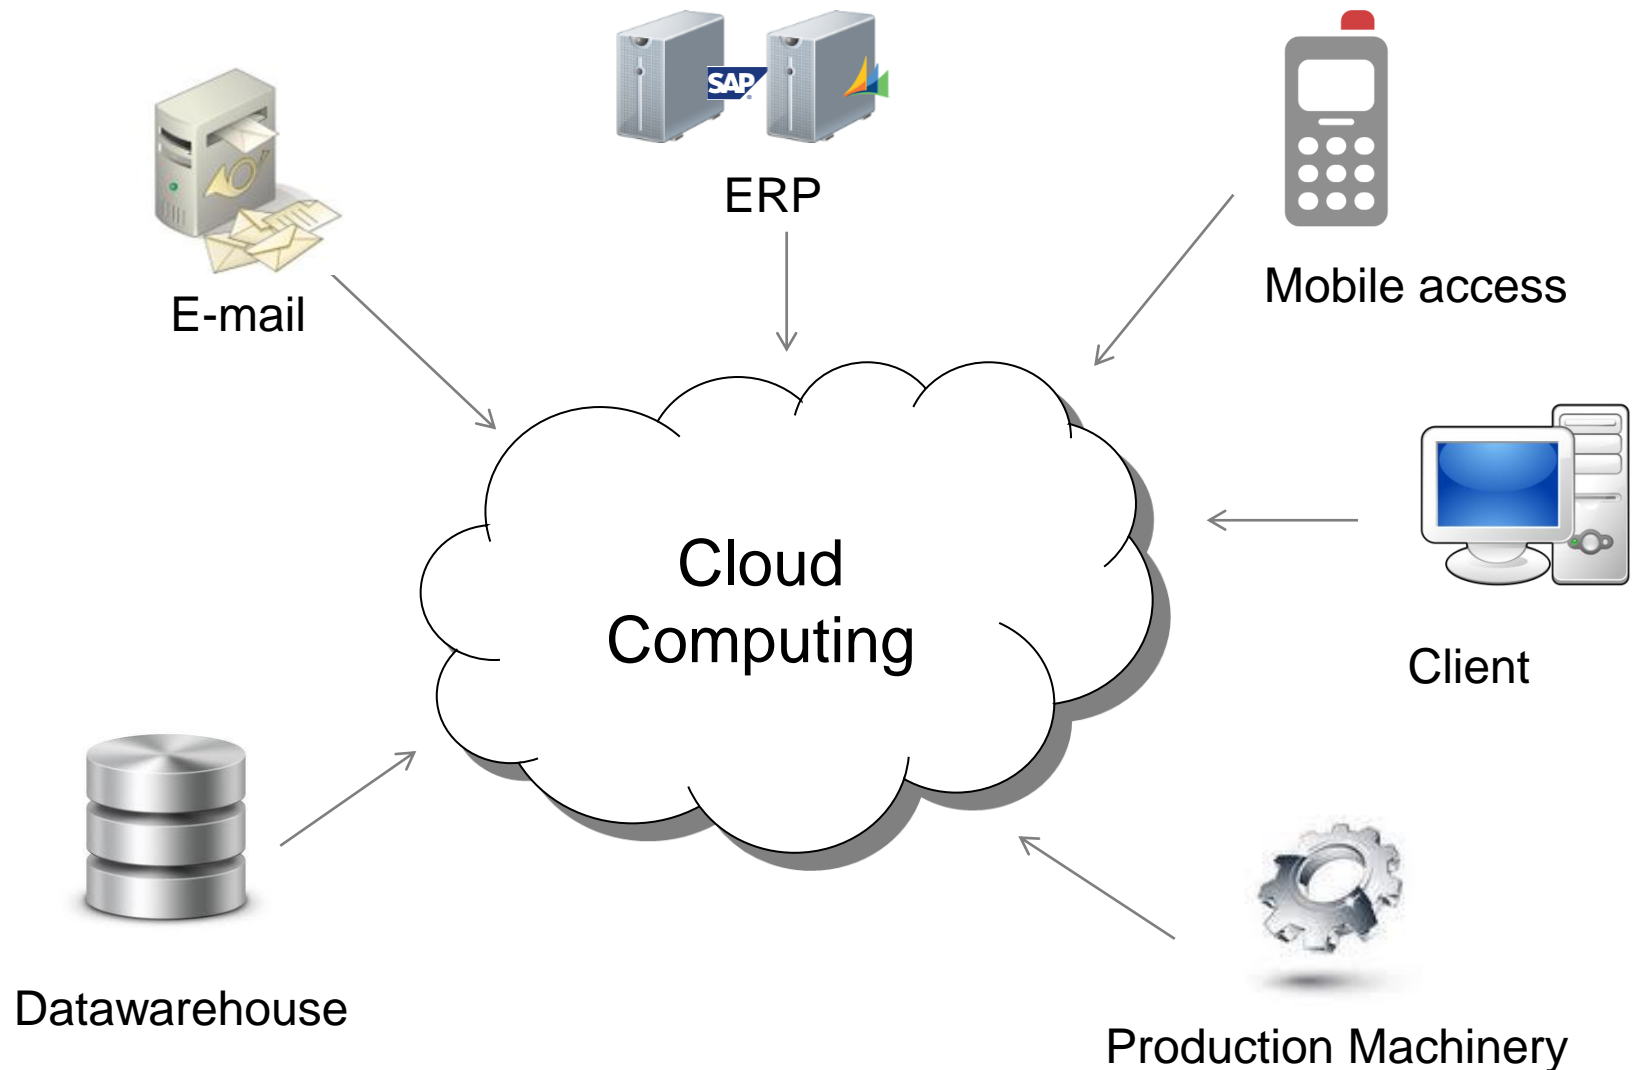 SAP
ERP
E-mail
Mobile access
Cloud
Computing
Client
Datawarehouse
Production Machinery